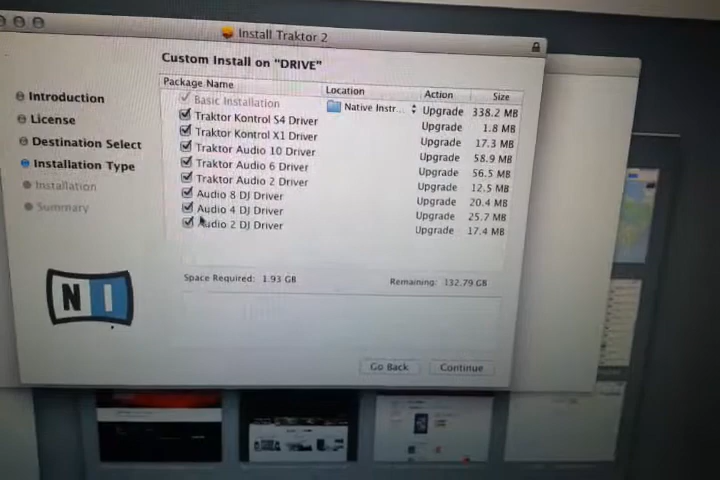 Install Traktor 2
Custom Install on "DRIVE"
Introduction
License
Destination Select
Installation Type
Installation
Summary
Package Name Location Action Size
Basic Installation Native Instr... Upgrade 338.2 MB
Traktor Kontrol S4 Driver Upgrade 1.8 MB
Traktor Kontrol X1 Driver Upgrade 17.3 MB
Traktor Audio 10 Driver Upgrade 58.9 MB
Traktor Audio 6 Driver Upgrade 56.5 MB
Traktor Audio 2 Driver Upgrade 12.5 MB
Audio 8 DJ Driver Upgrade 20.4 MB
Audio 4 DJ Driver Upgrade 25.7 MB
Audio 2 DJ Driver Upgrade 17.4 MB
Space Required: 1.93 GB Remaining: 132.79 GB
NI
Go Back Continue